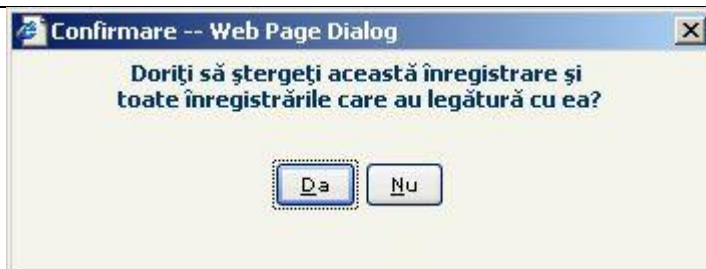 Confirmare -- Web Page Dialog
Doriţi să ştergeţi această înregistrare şi
toate înregistrările care au legătură cu ea?
Da Nu